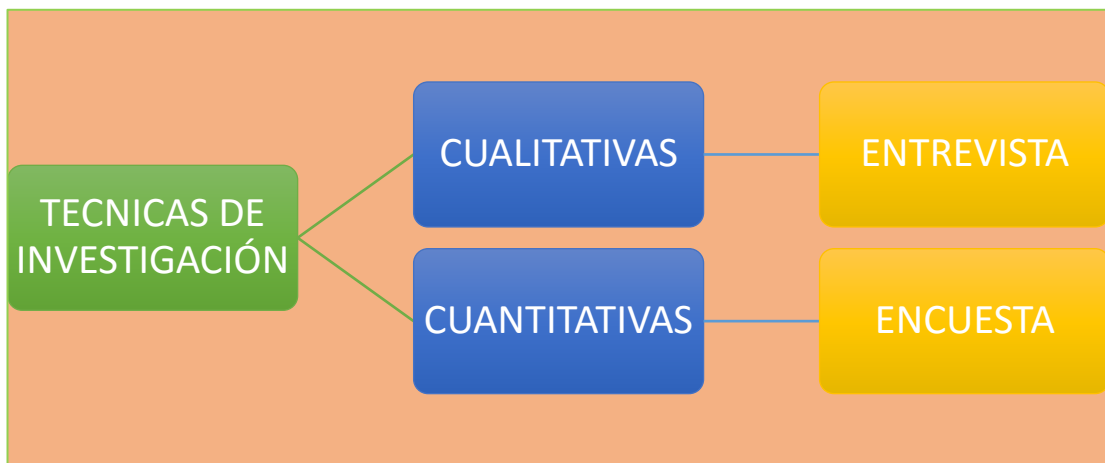 TECNICAS DE
INVESTIGACIÓN
CUALITATIVAS
ENTREVISTA
CUANTITATIVAS
ENCUESTA